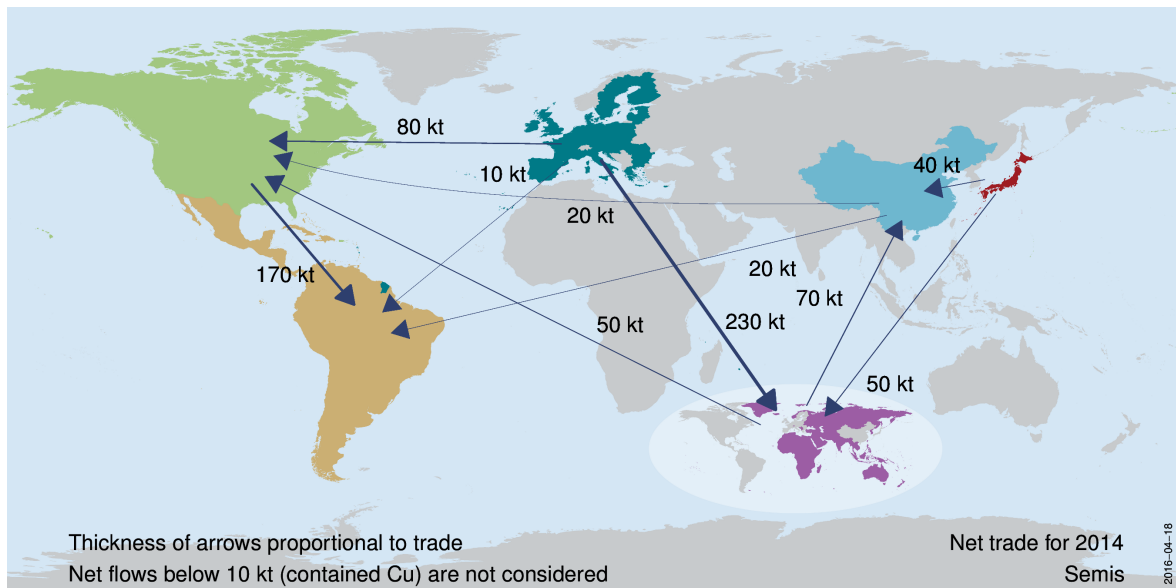 80 kt
10 kt
40 kt
20 kt
170 kt
20 kt
70 kt
50 kt
230 kt
50 kt
Thickness of arrows proportional to trade
Net flows below 10 kt (contained Cu) are not considered
Net trade for 2014
Semis
2016–04–18